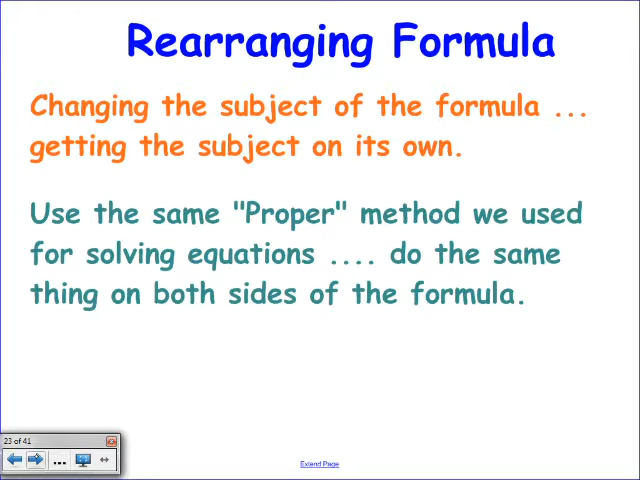 Rearranging Formula
Changing the subject of the formula ...
getting the subject on its own.
Use the same "Proper" method we used
for solving equations .... do the same
thing on both sides of the formula.
23 of 41
...
Extend Page